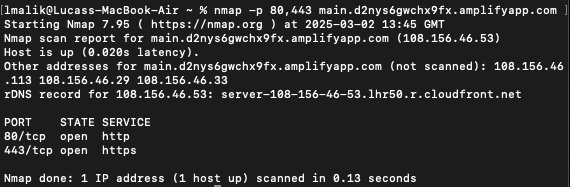 [lmalik@Lucass-MacBook-Air ~ % nmap -p 80,443 main.d2nys6gwchx9fx.amplifyapp.com ]
Starting Nmap 7.95 ( https://nmap.org ) at 2025-03-02 13:45 GMT
Nmap scan report for main.d2nys6gwchx9fx.amplifyapp.com (108.156.46.53)
Host is up (0.020s latency).
Other addresses for main.d2nys6gwchx9fx.amplifyapp.com (not scanned): 108.156.46
.113 108.156.46.29 108.156.46.33
rDNS record for 108.156.46.53: server-108-156-46-53.lhr50.r.cloudfront.net
PORT    STATE SERVICE
80/tcp  open  http
443/tcp open  https
Nmap done: 1 IP address (1 host up) scanned in 0.13 seconds